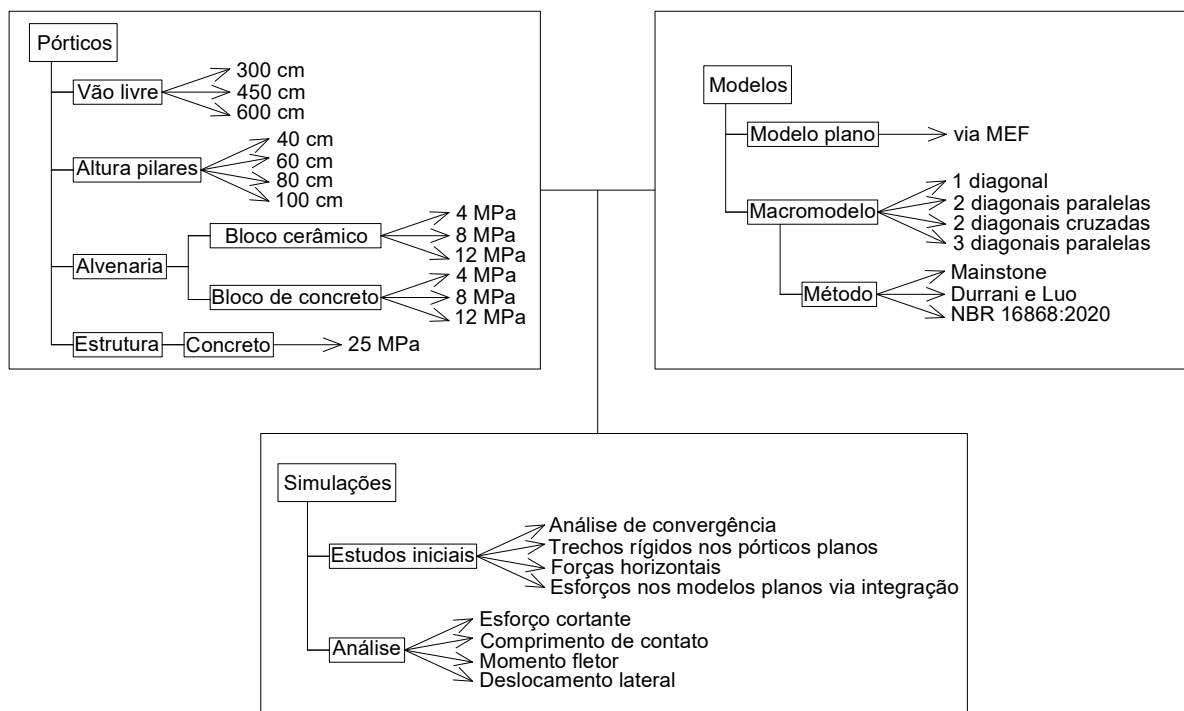 Pórticos
Vão livre
300 cm
450 cm
600 cm
Altura pilares
40 cm
60 cm
80 cm
100 cm
Alvenaria
Bloco cerâmico
4 MPa
8 MPa
12 MPa
Bloco de concreto
4 MPa
8 MPa
12 MPa
Estrutura
Concreto
25 MPa
Modelos
Modelo plano
via MEF
Macromodelo
1 diagonal
2 diagonais paralelas
2 diagonais cruzadas
3 diagonais paralelas
Método
Mainstone
Durrani e Luo
NBR 16868:2020
Simulações
Estudos iniciais
Análise de convergência
Trechos rígidos nos pórticos planos
Forças horizontais
Esforços nos modelos planos via integração
Análise
Esforço cortante
Comprimento de contato
Momento fletor
Deslocamento lateral